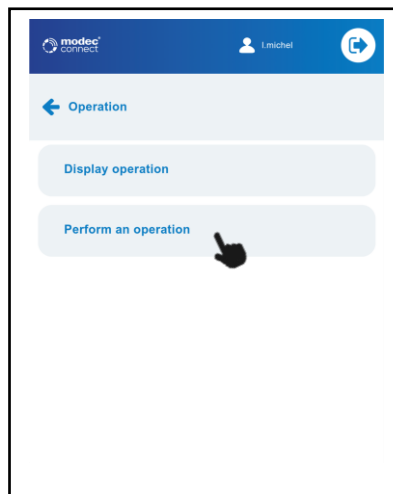 modec
connect
l.michel
Operation
Display operation
Perform an operation